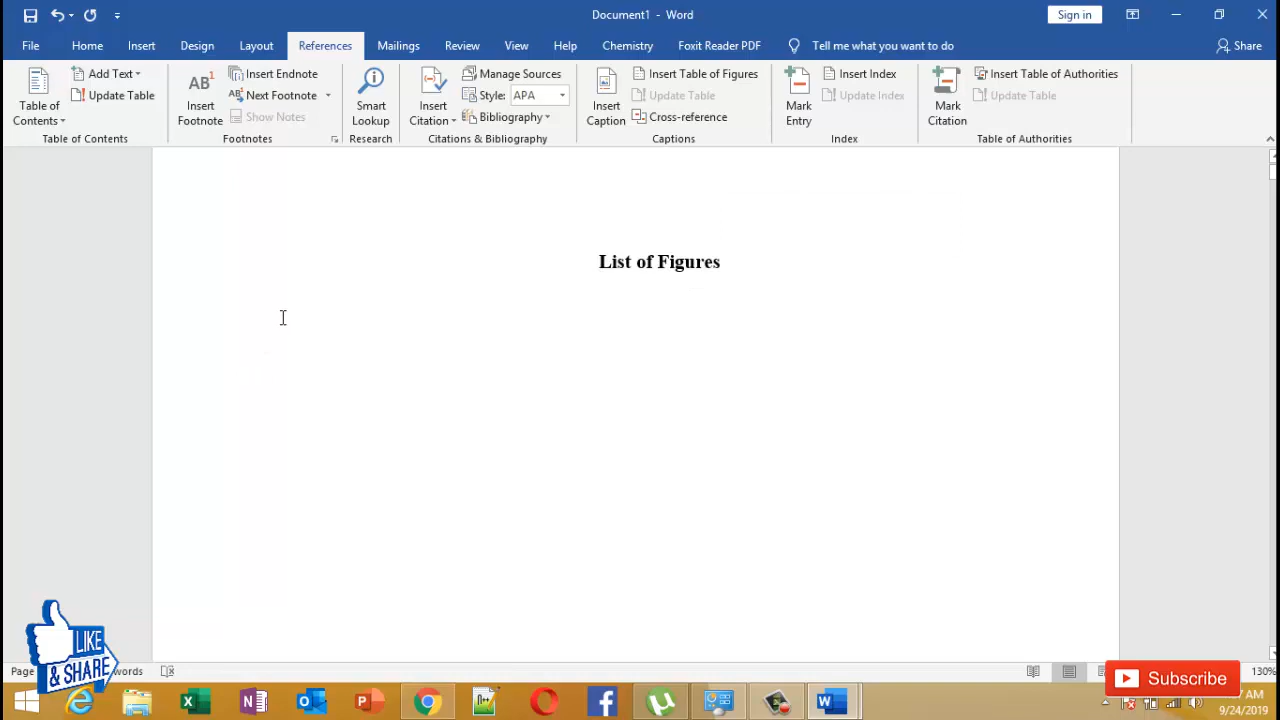 Document1 - Word
Sign in
File Home Insert Design Layout References Mailings Review View Help Chemistry Foxit Reader PDF Tell me what you want to do Share
Table of Contents
Add Text
Update Table
Table of Contents
AB1
Insert Footnote
Insert Endnote
AB1 Next Footnote
Show Notes
Footnotes
Smart Lookup
Research
Insert Citation
Manage Sources
Style: APA
Bibliography
Citations & Bibliography
Insert Caption
Insert Table of Figures
Update Table
Cross-reference
Captions
Mark Entry
Insert Index
Update Index
Index
Mark Citation
Insert Table of Authorities
Update Table
Table of Authorities
List of Figures
LIKE
& SHARE
Page
words
130%
Subscribe
7 AM
9/24/2019